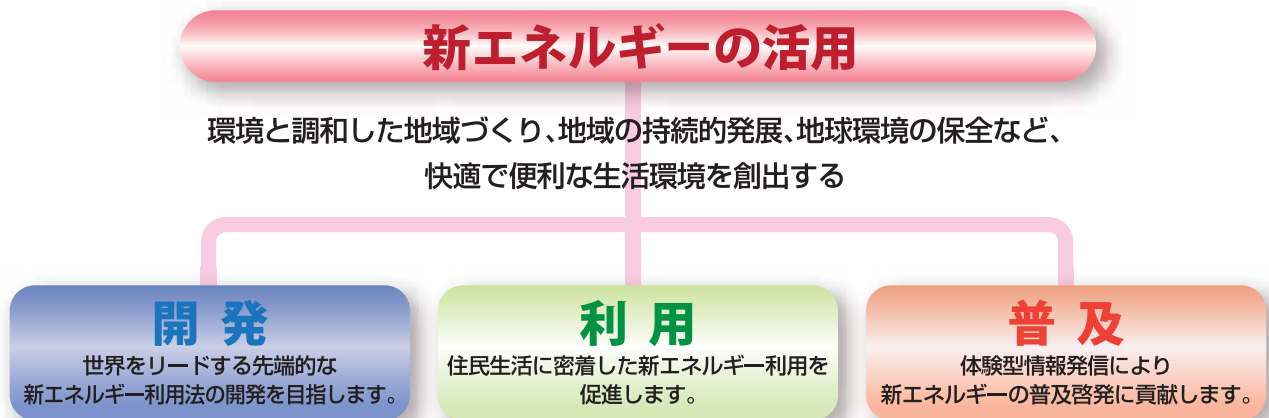 新エネルギーの活用
環境と調和した地域づくり、地域の持続的発展、地球環境の保全など、
快適で便利な生活環境を創出する
開発
世界をリードする先端的な
新エネルギー利用法の開発を目指します。
利用
住民生活に密着した新エネルギー利用を
促進します。
普及
体験型情報発信により
新エネルギーの普及啓発に貢献します。